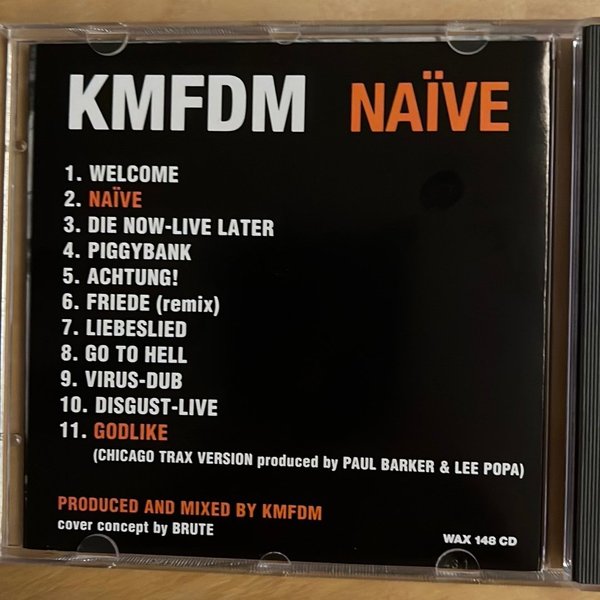 KMFDM NAÏVE
1. WELCOME
2. NAÏVE
3. DIE NOW-LIVE LATER
4. PIGGYBANK
5. ACHTUNG!
6. FRIEDE (remix)
7. LIEBESLIED
8. GO TO HELL
9. VIRUS-DUB
10. DISGUST-LIVE
11. GODLIKE
(CHICAGO TRAX VERSION produced by PAUL BARKER & LEE POPA)
PRODUCED AND MIXED BY KMFDM
cover concept by BRUTE
WAX 148 CD